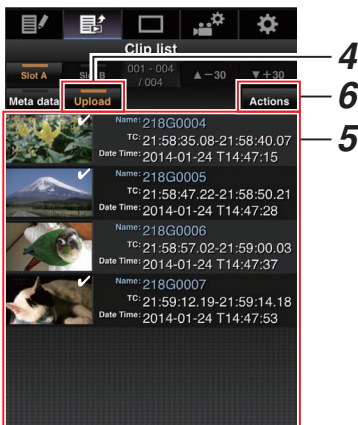 Clip list
4
Slot A
Slot B
001 - 004
/ 004
▲−30
▼+30
6
Meta data
Upload
Actions
5
Name: 218G0004
TC: 21:58:35.08-21:58:40.07
Date Time: 2014-01-24 T14:47:15
Name: 218G0005
TC: 21:58:47.22-21:58:50.21
Date Time: 2014-01-24 T14:47:28
Name: 218G0006
TC: 21:58:57.02-21:59:00.03
Date Time: 2014-01-24 T14:47:37
Name: 218G0007
TC: 21:59:12.19-21:59:14.18
Date Time: 2014-01-24 T14:47:53